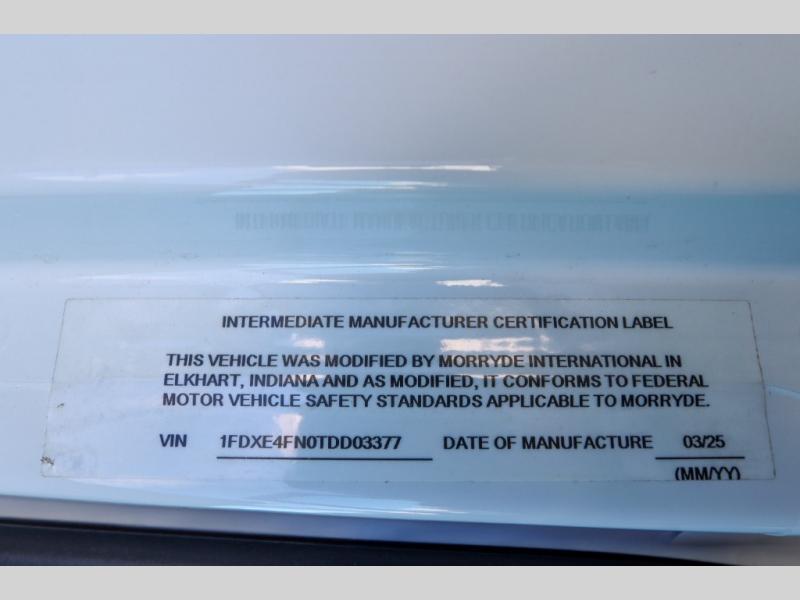 INTERMEDIATE MANUFACTURER CERTIFICATION LABEL
THIS VEHICLE WAS MODIFIED BY MORRYDE INTERNATIONAL IN
ELKHART, INDIANA AND AS MODIFIED, IT CONFORMS TO FEDERAL
MOTOR VEHICLE SAFETY STANDARDS APPLICABLE TO MORRYDE.
VIN 1FDXE4FN0TDD03377 DATE OF MANUFACTURE 03/25
(MM/YY)